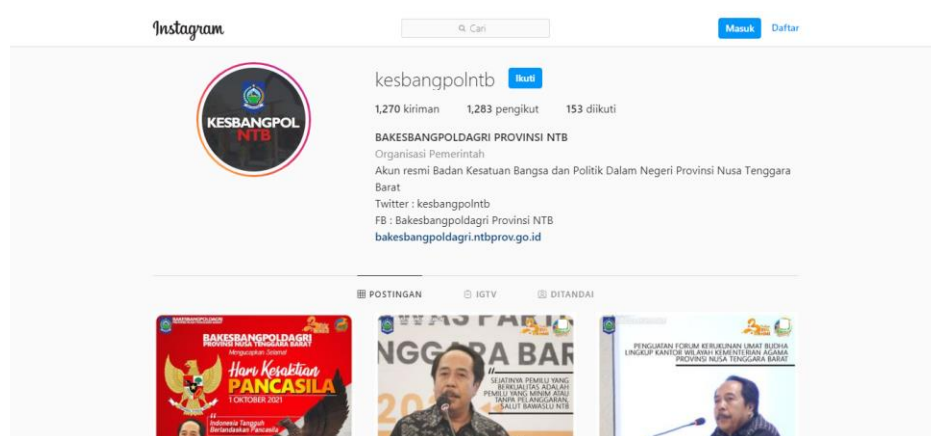 Instagram
Cari
Masuk
Daftar
KESBANGPOL
NTB
kesbangpolntb
Ikuti
1,270 kiriman 1,283 pengikut 153 diikuti
BAKESBANGPOLDAGRI PROVINSI NTB
Organisasi Pemerintah
Akun resmi Badan Kesatuan Bangsa dan Politik Dalam Negeri Provinsi Nusa Tenggara
Barat
Twitter : kesbangpolntb
FB : Bakesbangpoldagri Provinsi NTB
bakesbangpoldagri.ntbprov.go.id
POSTINGAN IGTV DITANDAI
BAKESBANGPOLDAGRI
PROVINSI NUSA TENGGARA BARAT
Mengucapkan Selamat
Hari Kesaktian
PANCASILA
1 OKTOBER 2021
Indonesia Tangguh
Berlandaskan Pancasila
NGGARA BAR
SEJATINYA PEMILU YANG
BERKUALITAS ADALAH
PEMILU YANG MINIM ATAU
TANPA PELANGGARAN,
SALUT BAWASLU NTB
PENGUATAN FORUM KERUKUNAN UMAT BUDHA
LINGKUP KANTOR WILAYAH KEMENTERIAN AGAMA
PROVINSI NUSA TENGGARA BARAT